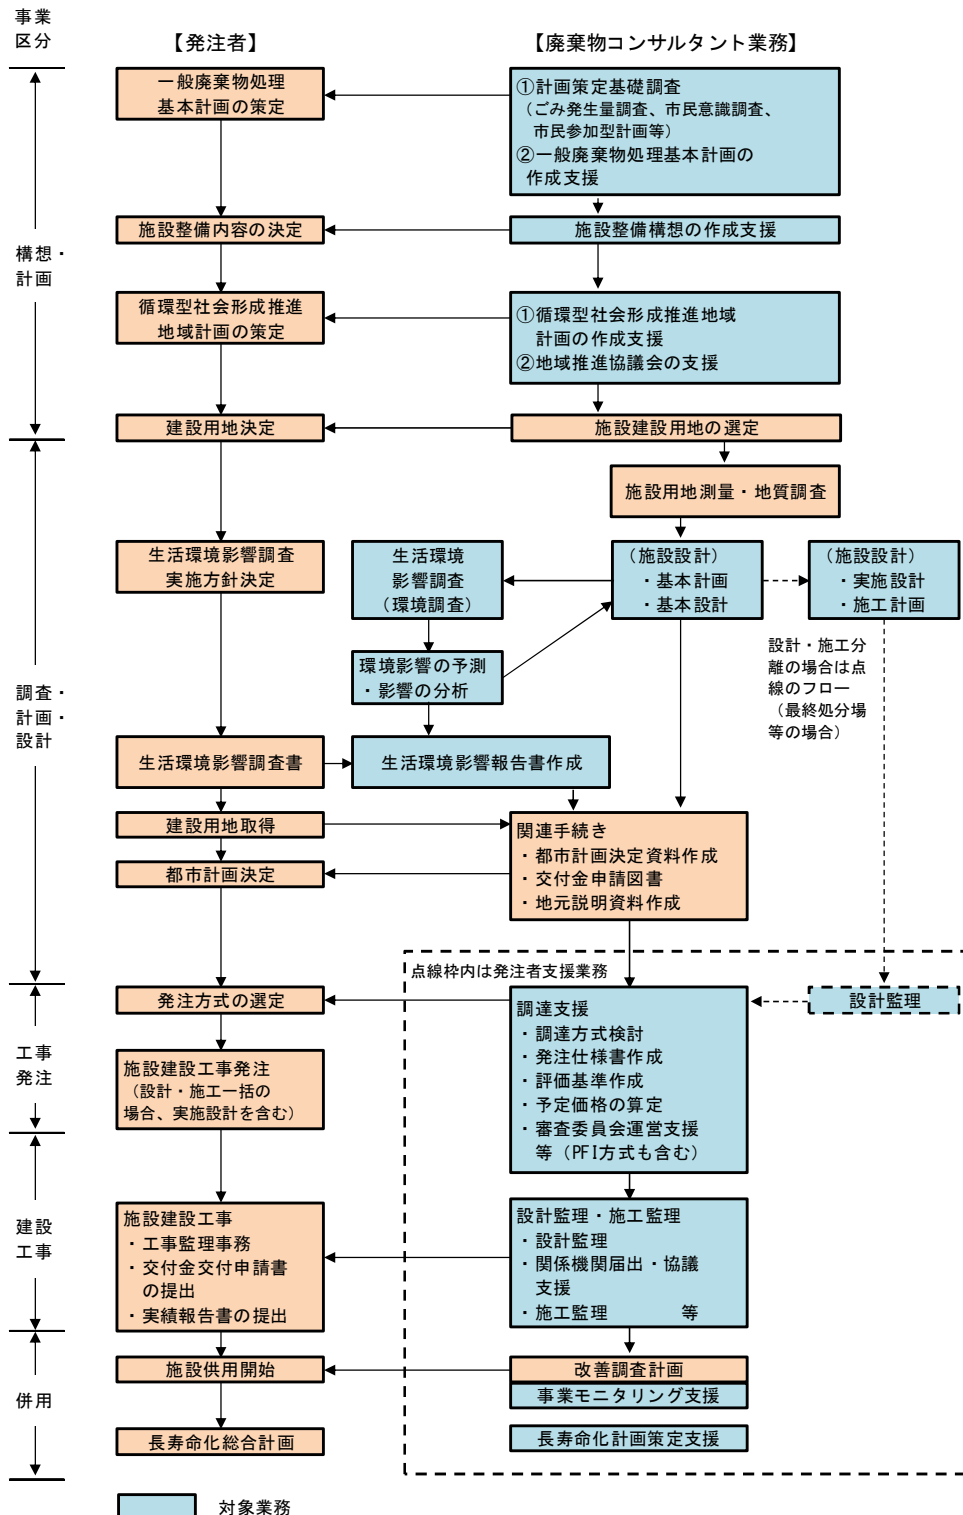 事業
区分
【発注者】
【廃棄物コンサルタント業務】
構想・
計画
一般廃棄物処理
基本計画の策定
①計画策定基礎調査
（ごみ発生量調査、市民意識調査、
市民参加型計画等）
②一般廃棄物処理基本計画の
作成支援
施設整備内容の決定
施設整備構想の作成支援
循環型社会形成推進
地域計画の策定
①循環型社会形成推進地域
計画の作成支援
②地域推進協議会の支援
建設用地決定
施設建設用地の選定
調査・
計画・
設計
施設用地測量・地質調査
生活環境影響調査
実施方針決定
生活環境
影響調査
（環境調査）
（施設設計）
・基本計画
・基本設計
（施設設計）
・実施設計
・施工計画
環境影響の予測
・影響の分析
設計・施工分
離の場合は点
線のフロー
（最終処分場
等の場合）
生活環境影響調査書
生活環境影響報告書作成
建設用地取得
都市計画決定
関連手続き
・都市計画決定資料作成
・交付金申請図書
・地元説明資料作成
点線枠内は発注者支援業務
工事
発注
発注方式の選定
調達支援
・調達方式検討
・発注仕様書作成
・評価基準作成
・予定価格の算定
・審査委員会運営支援
等（PFI方式も含む）
設計監理
施設建設工事発注
（設計・施工一括の
場合、実施設計を含む）
建設
工事
施設建設工事
・工事監理事務
・交付金交付申請書
の提出
・実績報告書の提出
設計監理・施工監理
・設計監理
・関係機関届出・協議
支援
・施工監理　　　　等
併用
施設供用開始
改善調査計画
事業モニタリング支援
長寿命化総合計画
長寿命化計画策定支援
対象業務